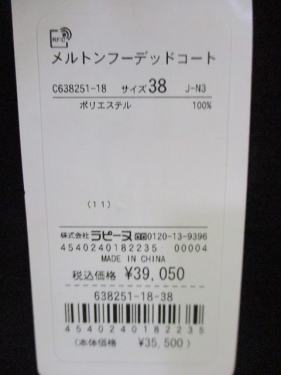 RFID
メルトンフーデッドコート
C638251-18 サイズ 38 J-N3
ポリエステル 100%
(11)
株式会社ラピーヌ 0120-13-9396
4540240182235 00004
MADE IN CHINA
税込価格 ¥39,050
638251-18-38
4540240182235
(本体価格 ¥35,500)